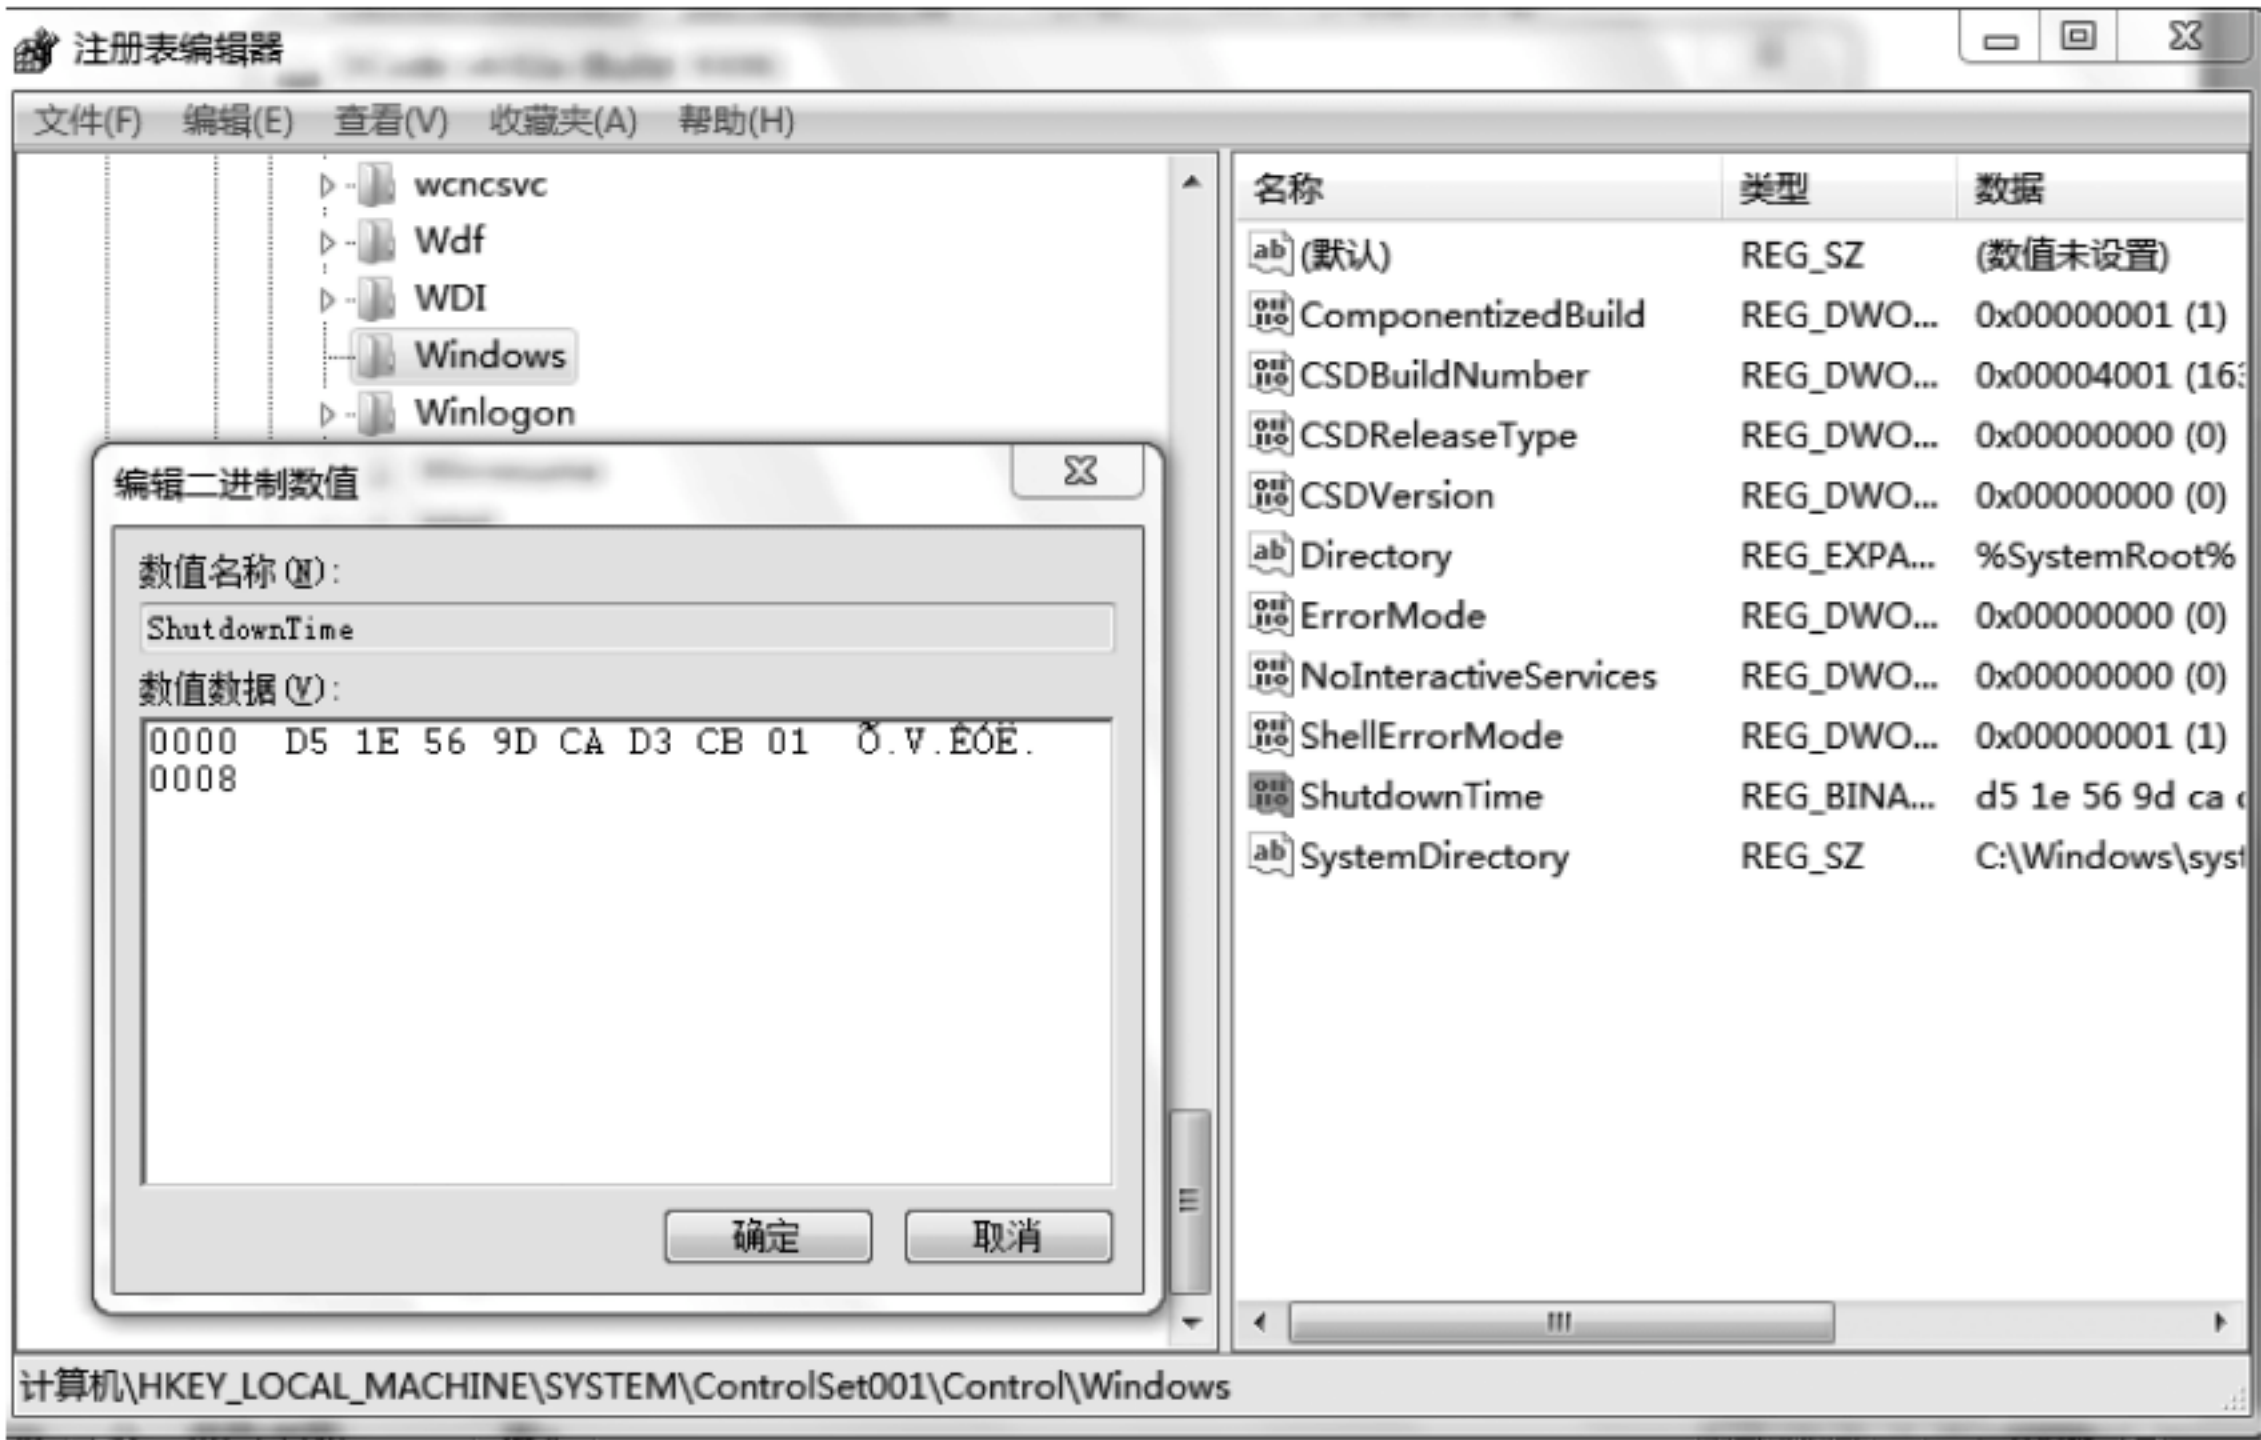 注册表编辑器
文件(F) 编辑(E) 查看(V) 收藏夹(A) 帮助(H)
wcncsvc
Wdf
WDI
Windows
Winlogon
编辑二进制数值
数值名称(N):
ShutdownTime
数值数据(V):
0000 D5 1E 56 9D CA D3 CB 01 Õ.V.ÊÓË.
0008
确定 取消
名称 类型 数据
(默认) REG_SZ (数值未设置)
ComponentizedBuild REG_DWO... 0x00000001 (1)
CSDBuildNumber REG_DWO... 0x00004001 (163
CSDReleaseType REG_DWO... 0x00000000 (0)
CSDVersion REG_DWO... 0x00000000 (0)
Directory REG_EXPA... %SystemRoot%
ErrorMode REG_DWO... 0x00000000 (0)
NoInteractiveServices REG_DWO... 0x00000000 (0)
ShellErrorMode REG_DWO... 0x00000001 (1)
ShutdownTime REG_BINA... d5 1e 56 9d ca
SystemDirectory REG_SZ C:\Windows\syst
计算机\HKEY_LOCAL_MACHINE\SYSTEM\ControlSet001\Control\Windows